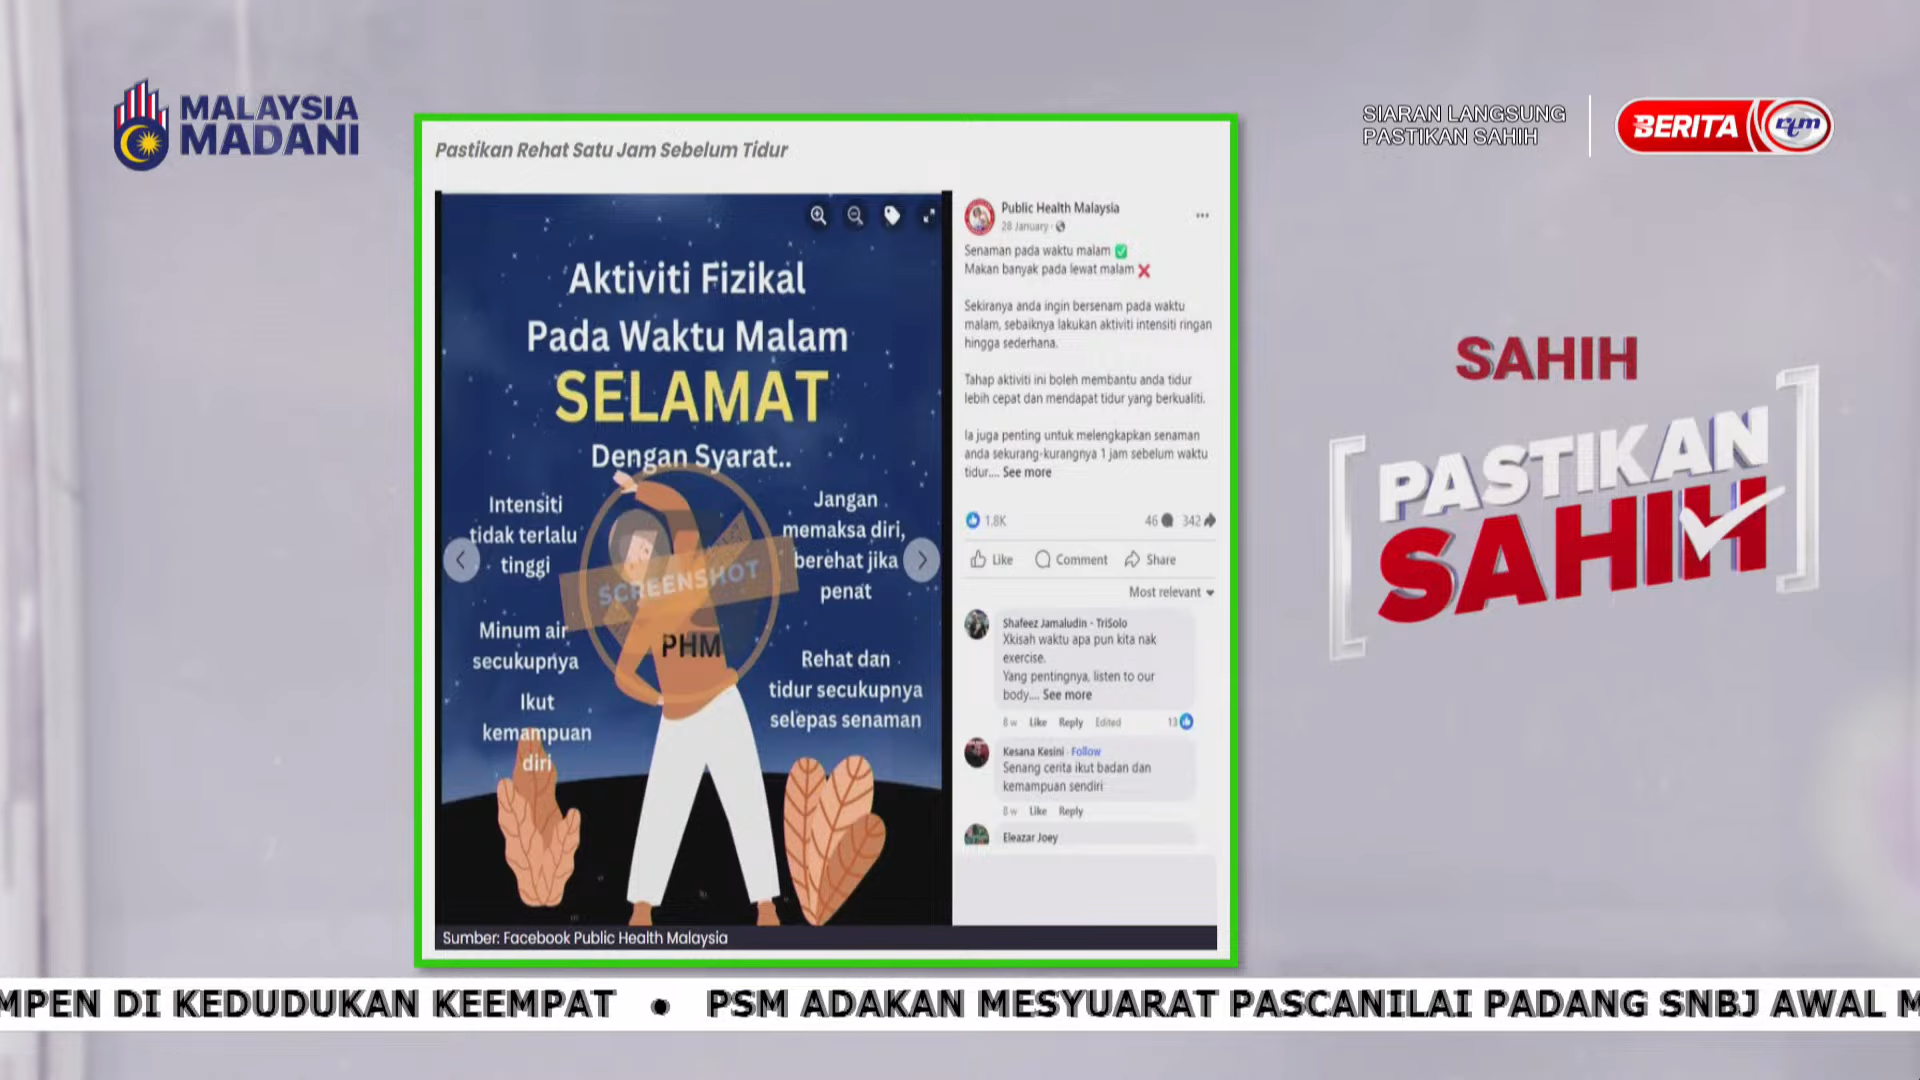 MALAYSIA
MADANI
SIARAN LANGSUNG
PASTIKAN SAHIH
BERITA rtm
Pastikan Rehat Satu Jam Sebelum Tidur
Aktiviti Fizikal
Pada Waktu Malam
SELAMAT
Dengan Syarat..
Intensiti
tidak terlalu
tinggi
Minum air
secukupnya
Ikut
kemampuan
diri
Jangan
memaksa diri,
berehat jika
penat
Rehat dan
tidur secukupnya
selepas senaman
SCREENSHOT
PHM
Public Health Malaysia
28 January
Senaman pada waktu malam ✅
Makan banyak pada lewat malam ❌
Sekiranya anda ingin bersenam pada waktu
malam, sebaiknya lakukan aktiviti intensiti ringan
hingga sederhana.
Tahap aktiviti ini boleh membantu anda tidur
lebih cepat dan mendapat tidur yang berkualiti.
Ia juga penting untuk melengkapkan senaman
anda sekurang-kurangnya 1 jam sebelum waktu
tidur.... See more
1.8K 46 342
Like Comment Share
Most relevant
Shafeez Jamaludin - TriSolo
Xkisah waktu apa pun kita nak
exercise.
Yang pentingnya, listen to our
body.... See more
8 w Like Reply Edited 13
Kesana Kesini · Follow
Senang cerita ikut badan dan
kemampuan sendiri
8 w Like Reply
Eleazar Joey
Sumber: Facebook Public Health Malaysia
SAHIH
PASTIKAN
SAHIH
MPEN DI KEDUDUKAN KEEMPAT • PSM ADAKAN MESYUARAT PASCANILAI PADANG SNBJ AWAL M